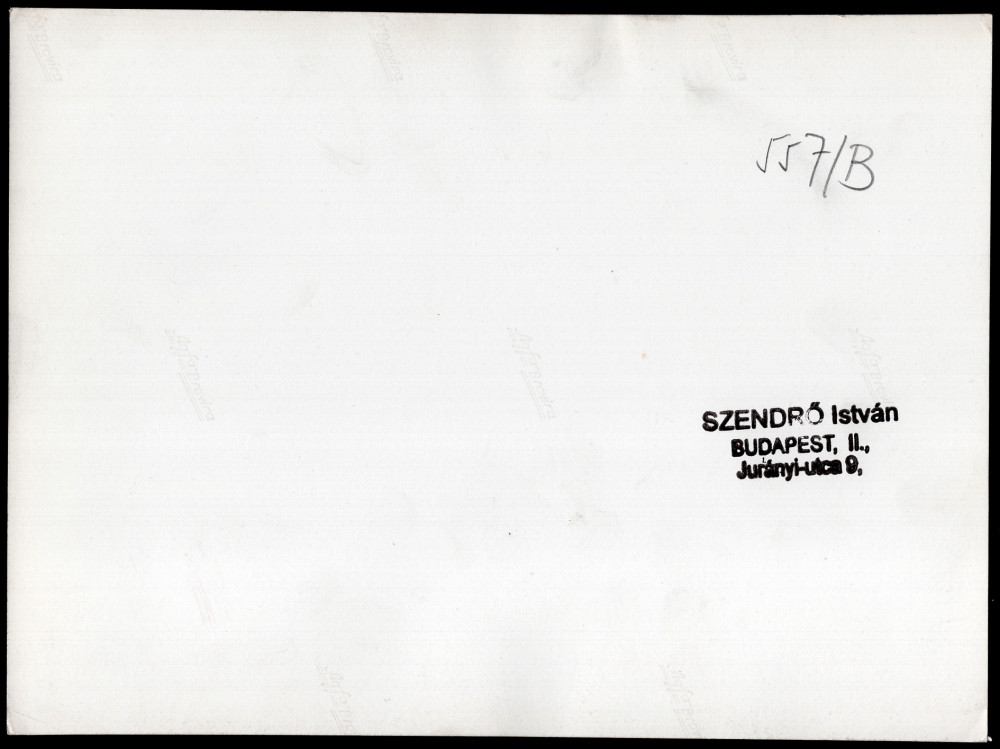 557/B
SZENDRŐ István
BUDAPEST, II.,
Jurányi-utca 9,